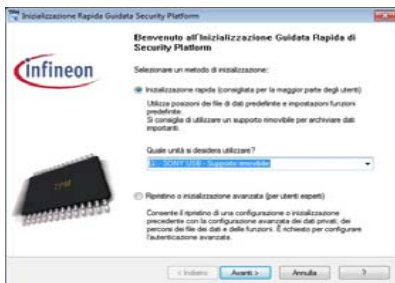 Inizializzazione Rapida Guidata Security Platform
Benvenuto all'Inizializzazione Guidata Rapida di
Security Platform
infineon
Selezionare un metodo di inizializzazione:
Inizializzazione rapida (consigliata per la maggior parte degli utenti)
Utilizza posizioni dei file di dati predefinite e impostazioni funzioni
predefinite.
Si consiglia di utilizzare un supporto rimovibile per archiviare dati
importanti.
Quale unità si desidera utilizzare?
SONY USB - Supporto rimovibile
TPM
Ripristino o inizializzazione avanzata (per utenti esperti)
Consente il ripristino di una configurazione o inizializzazione
precedente con la configurazione avanzata dei dati privati, dei
percorsi dei file dei dati e delle funzioni. È richiesto per configurare
l'autenticazione avanzata.
< Indietro
Avanti >
Annulla
?